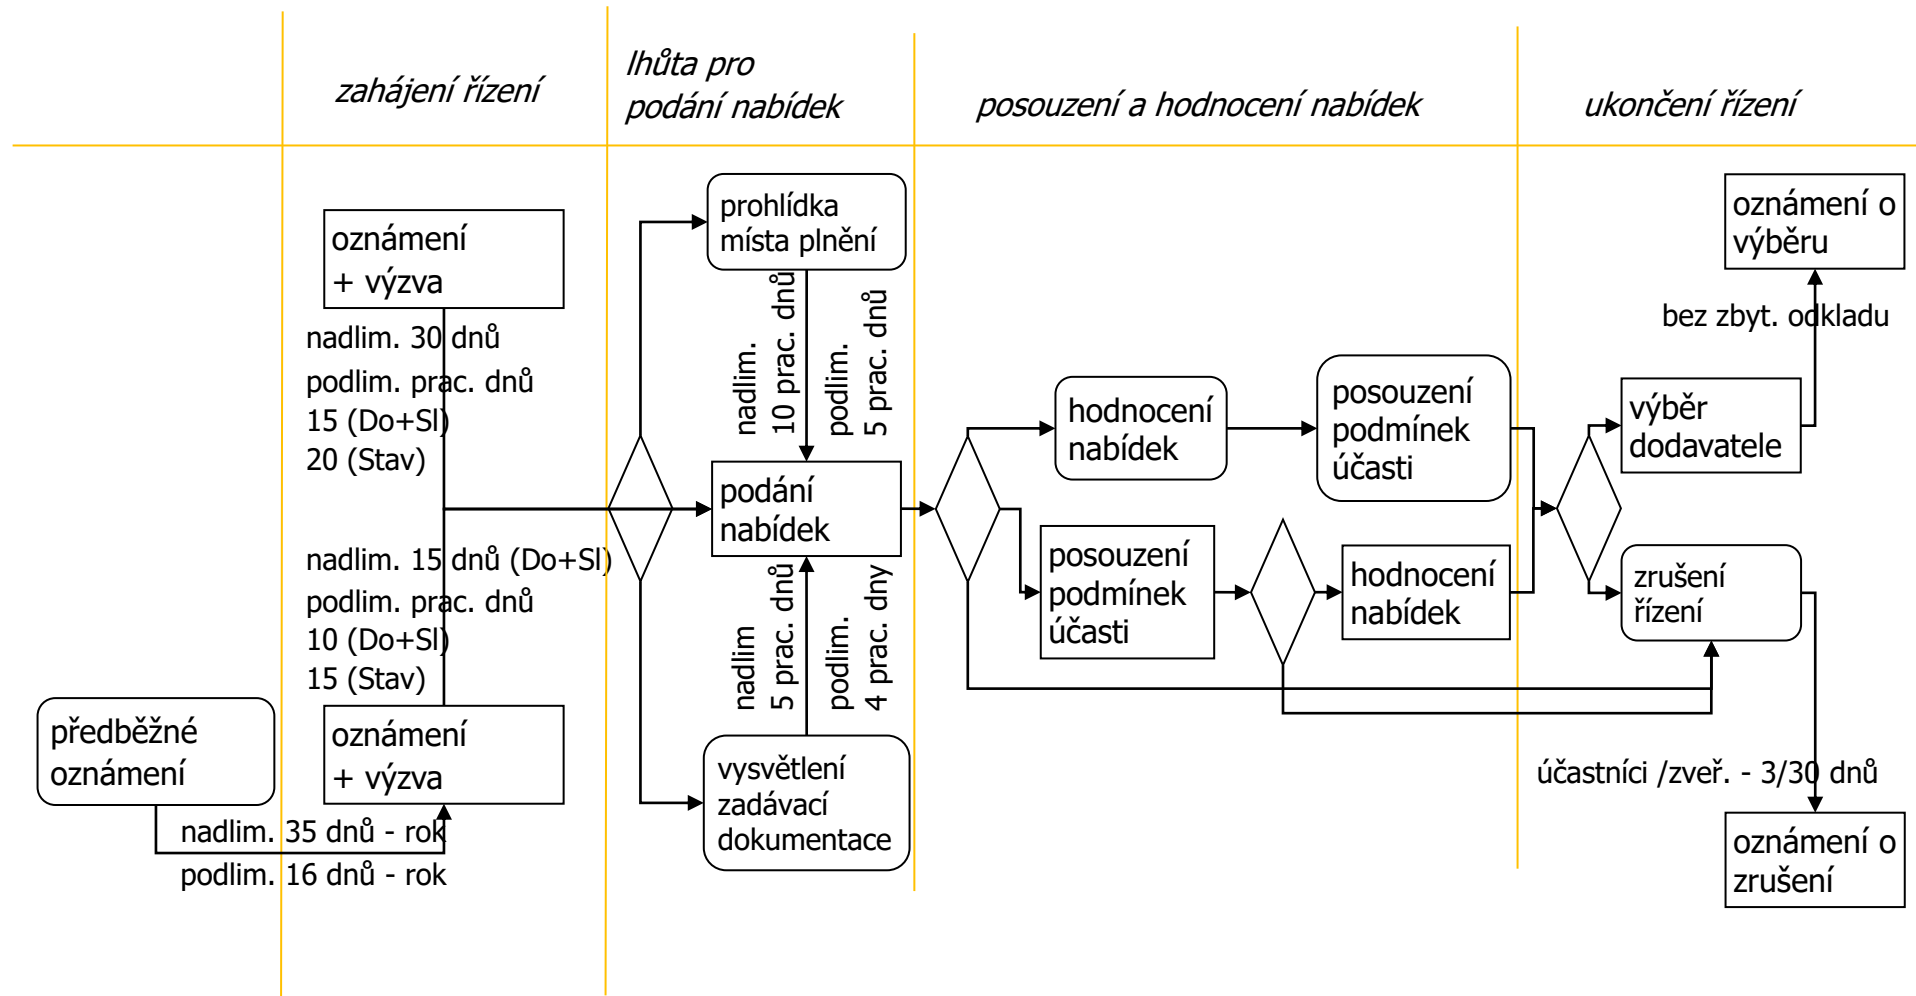 zahájení řízení
lhůta pro
podání nabídek
posouzení a hodnocení nabídek
ukončení řízení
předběžné
oznámení
nadlim. 35 dnů - rok
podlim. 16 dnů - rok
oznámení
+ výzva
nadlim. 30 dnů
podlim. prac. dnů
15 (Do+Sl)
20 (Stav)
nadlim. 15 dnů (Do+Sl)
podlim. prac. dnů
10 (Do+Sl)
15 (Stav)
oznámení
+ výzva
prohlídka
místa plnění
nadlim.
10 prac. dnů
podlim.
5 prac. dnů
podání
nabídek
nadlim
5 prac. dnů
podlim.
4 prac. dny
vysvětlení
zadávací
dokumentace
hodnocení
nabídek
posouzení
podmínek
účasti
posouzení
podmínek
účasti
hodnocení
nabídek
oznámení o
výběru
bez zbyt. odkladu
výběr
dodavatele
zrušení
řízení
účastníci /zveř. - 3/30 dnů
oznámení o
zrušení